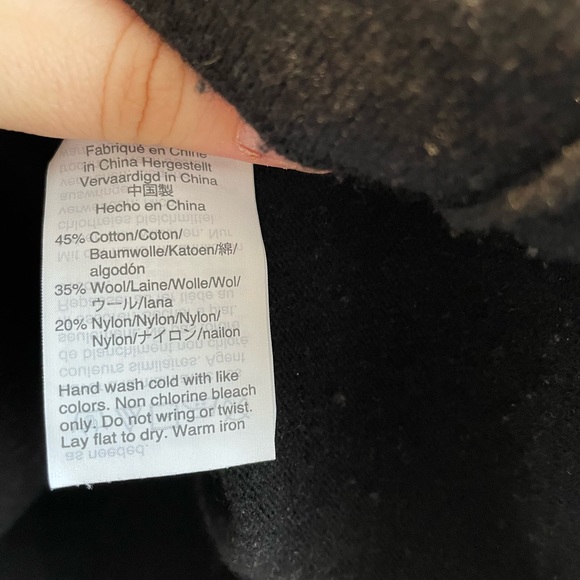 Fabriqué en Chine
in China Hergestellt
Vervaardigd in China
中国製
Hecho en China
45% Cotton/Coton/
Baumwolle/Katoen/綿/
algodón
35% Wool/Laine/Wolle/Wol/
ウール/lana
20% Nylon/Nylon/Nylon/
Nylon/ナイロン/nailon
Hand wash cold with like
colors. Non chlorine bleach
only. Do not wring or twist.
Lay flat to dry. Warm iron
as needed.